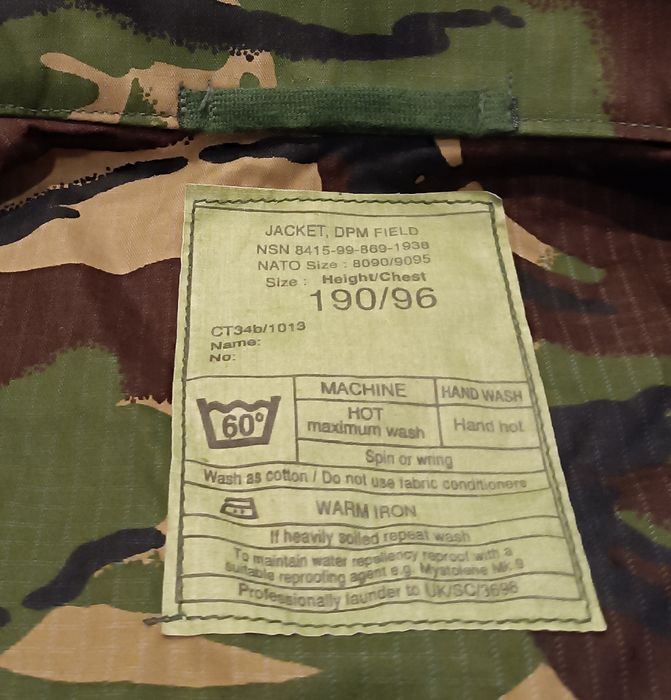 JACKET, DPM FIELD
NSN 8415-99-869-1938
NATO Size : 8090/9095
Size : Height/Chest
190/96
CT34b/1013
Name:
No:
60°
MACHINE
HAND WASH
HOT
maximum wash
Hand hot
Spin or wring
Wash as cotton / Do not use fabric conditioners
WARM IRON
If heavily soiled repeat wash
To maintain water repellency reproof with a
suitable reproofing agent e.g. Mystolene MK 9
Professionally launder to UK/SC/3698